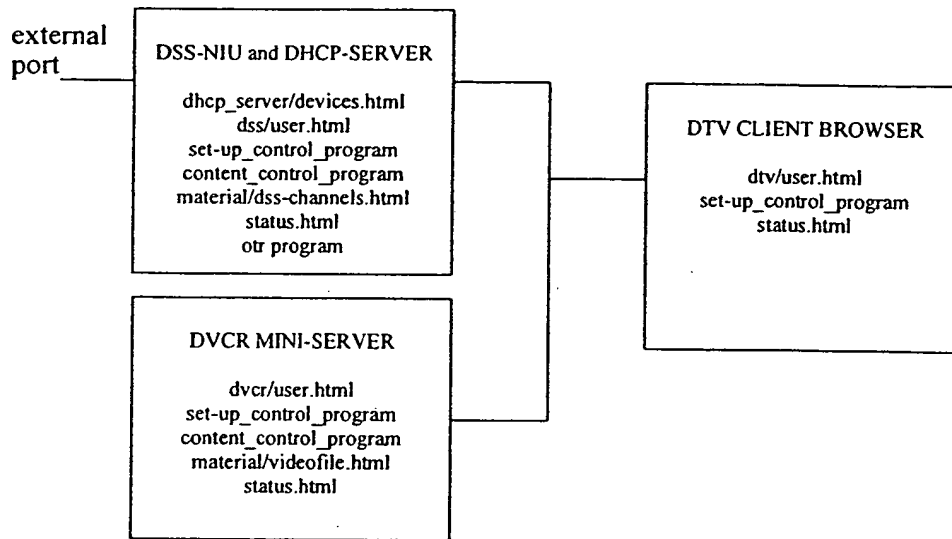 external
port
DSS-NIU and DHCP-SERVER
dhcp_server/devices.html
dss/user.html
set-up_control_program
content_control_program
material/dss-channels.html
status.html
otr program
DVCR MINI-SERVER
dvcr/user.html
set-up_control_program
content_control_program
material/videofile.html
status.html
DTV CLIENT BROWSER
dtv/user.html
set-up_control_program
status.html